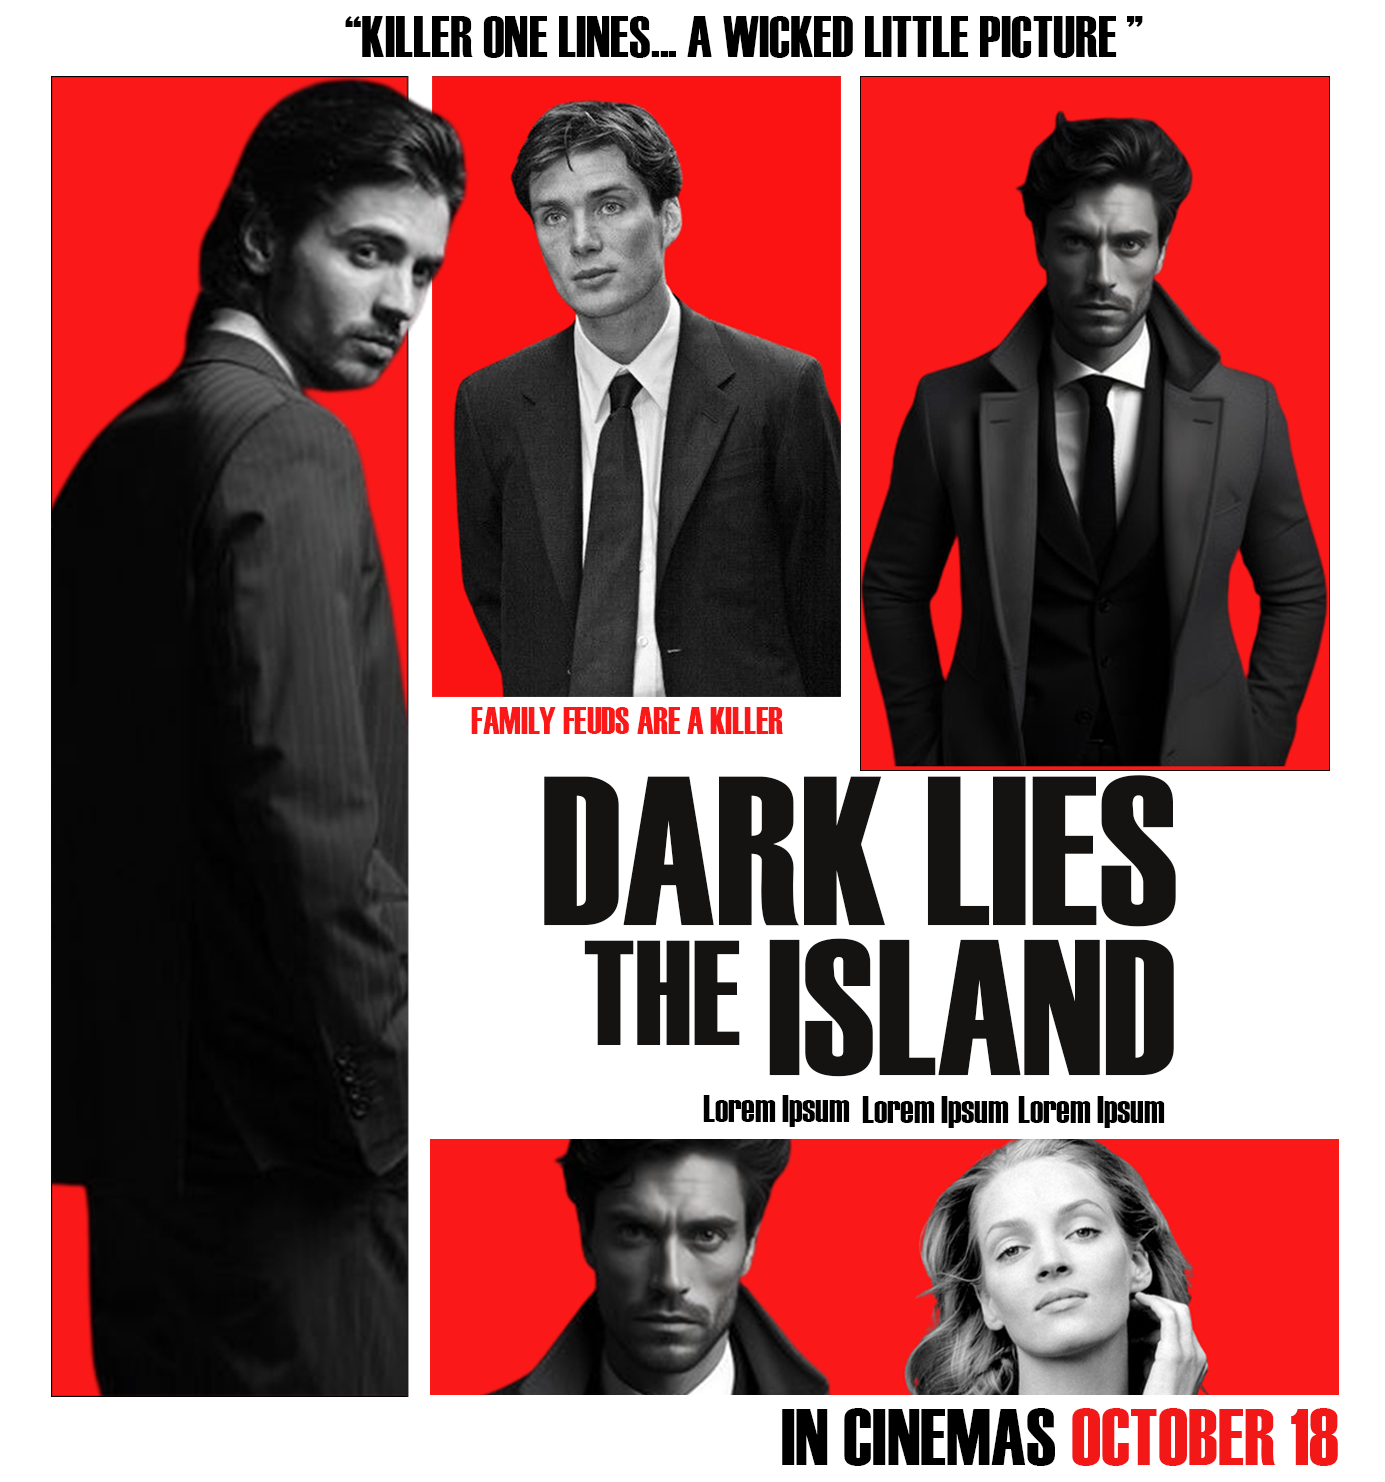 “KILLER ONE LINES... A WICKED LITTLE PICTURE ”
FAMILY FEUDS ARE A KILLER
DARK LIES
THE ISLAND
Lorem Ipsum Lorem Ipsum Lorem Ipsum
IN CINEMAS OCTOBER 18